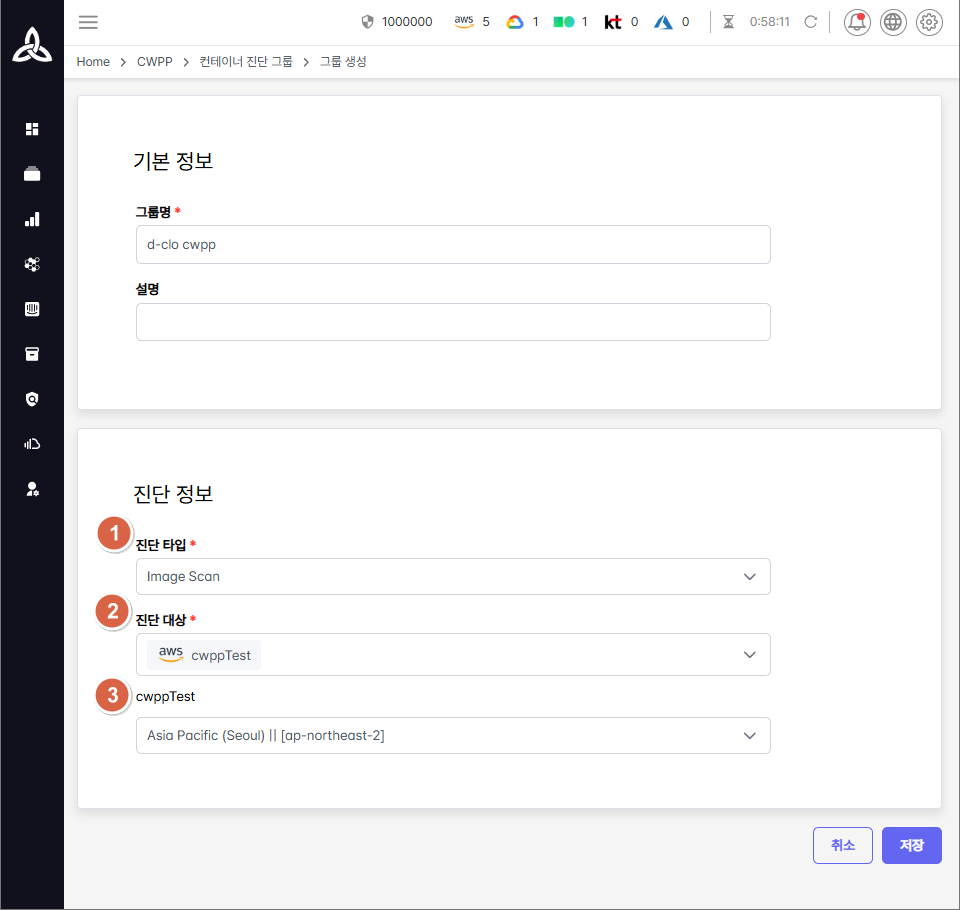 1000000 aws 5 1 1 kt 0 0 0:58:11
Home > CWPP > 컨테이너 진단 그룹 > 그룹 생성
기본 정보
그룹명 *
d-clo cwpp
설명
진단 정보
1 진단 타입 *
Image Scan
2 진단 대상 *
aws cwppTest
3 cwppTest
Asia Pacific (Seoul) || [ap-northeast-2]
취소 저장